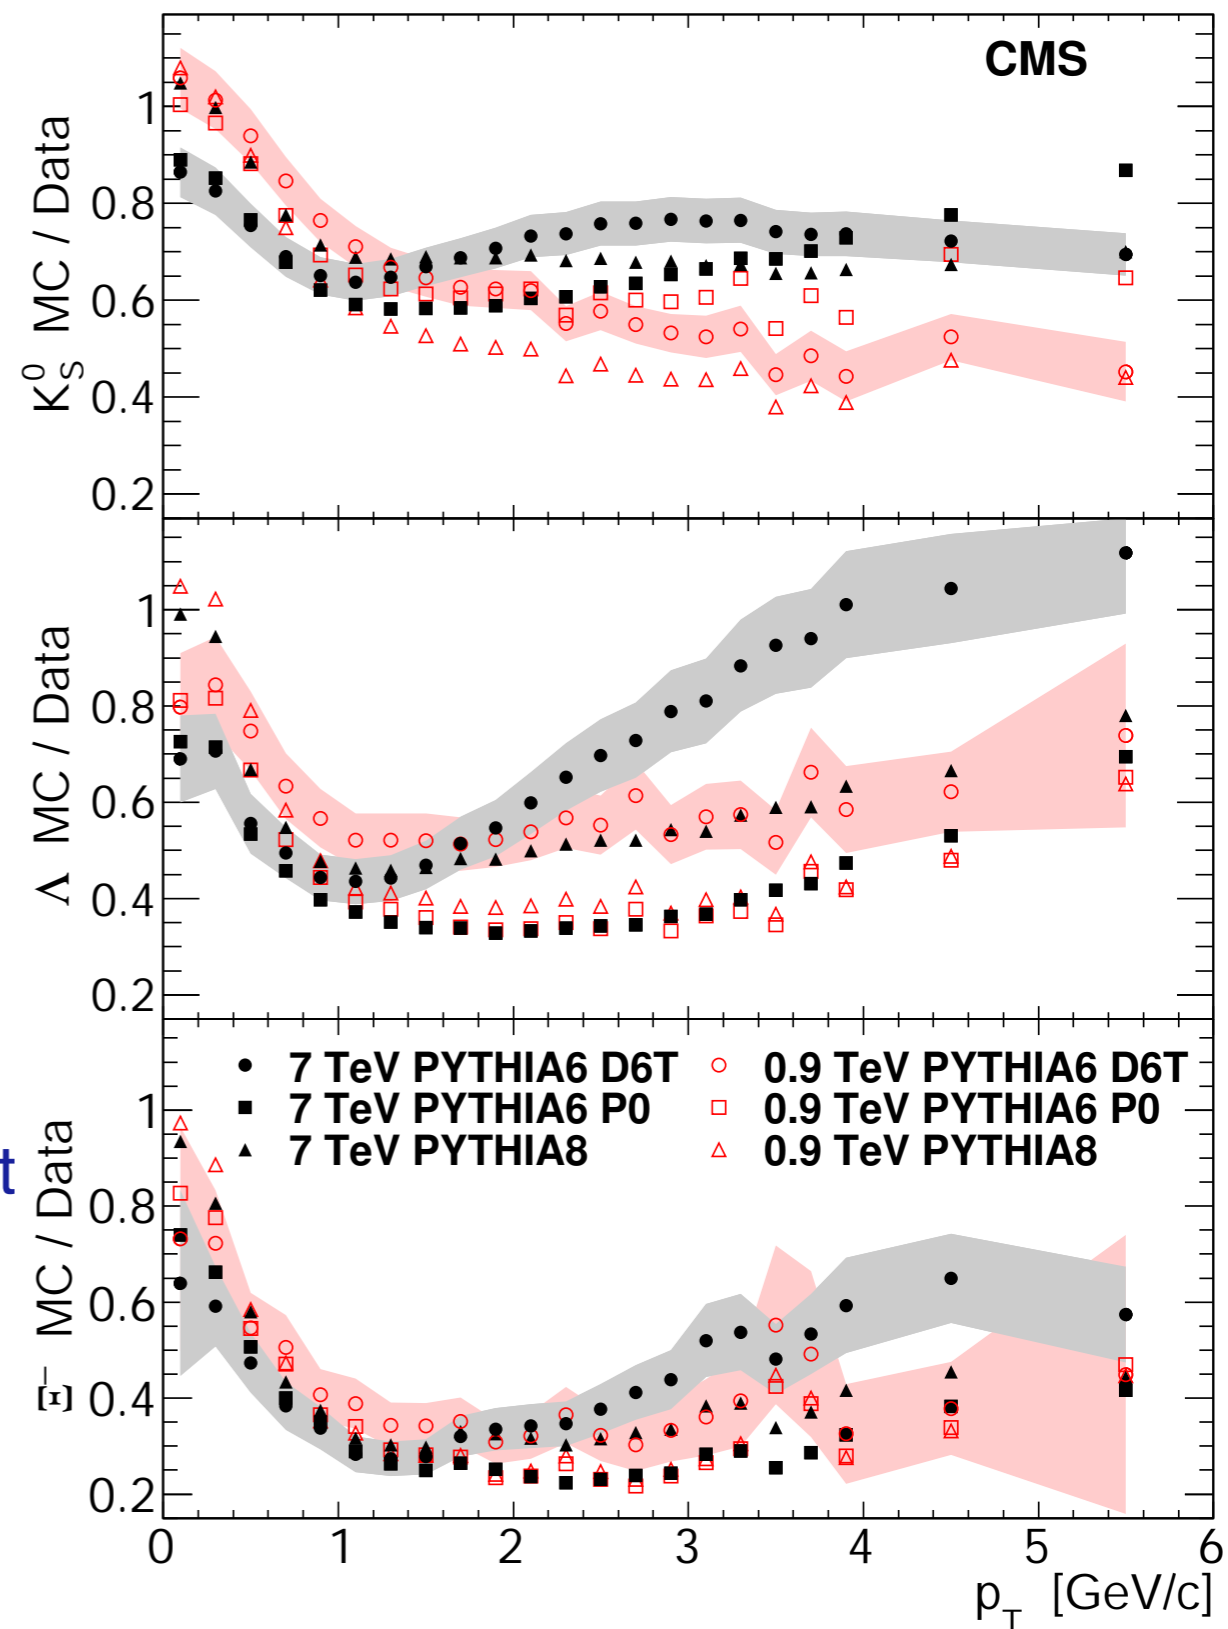 CMS
K⁰_S MC / Data
1
0.8
0.6
0.4
0.2
Λ MC / Data
1
0.8
0.6
0.4
0.2
7 TeV PYTHIA6 D6T
7 TeV PYTHIA6 P0
7 TeV PYTHIA8
0.9 TeV PYTHIA6 D6T
0.9 TeV PYTHIA6 P0
0.9 TeV PYTHIA8
t
Ξ⁻ MC / Data
1
0.8
0.6
0.4
0.2
0 1 2 3 4 5 6
p_T [GeV/c]